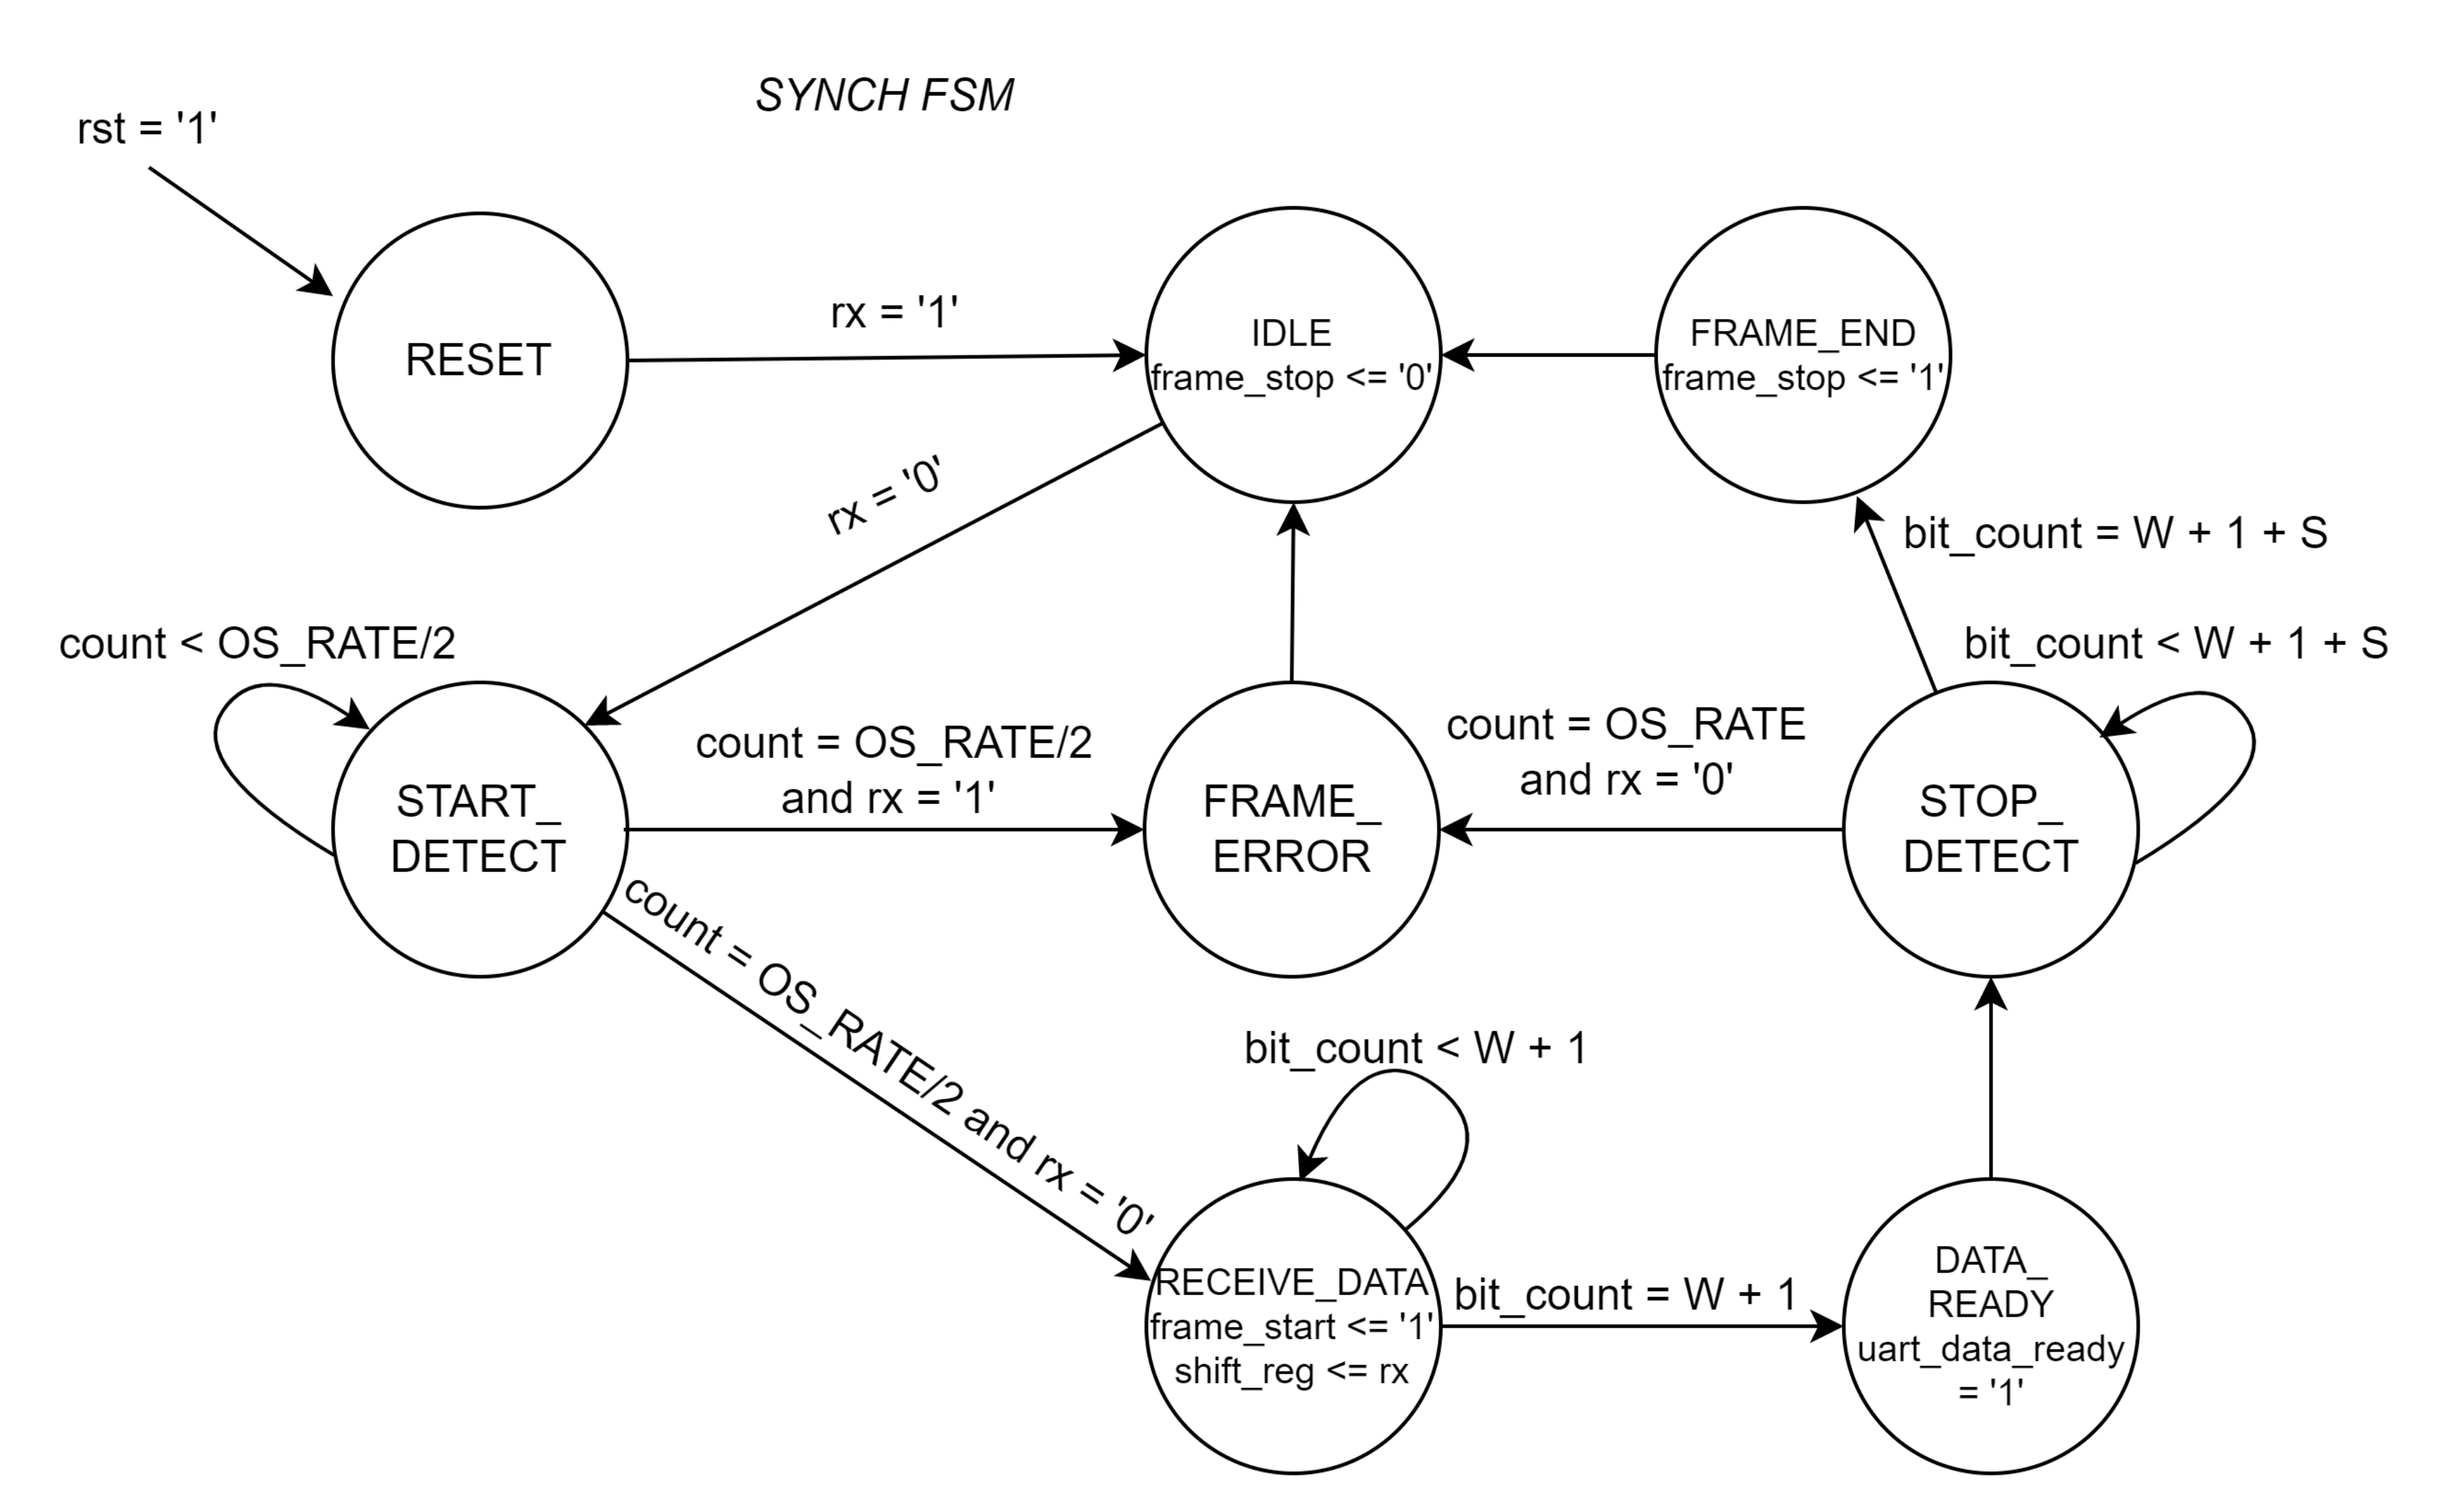 SYNCH FSM
rst = '1'
RESET
rx = '1'
IDLE
frame_stop <= '0'
FRAME_END
frame_stop <= '1'
rx = '0'
bit_count = W + 1 + S
count < OS_RATE/2
bit_count < W + 1 + S
START_
DETECT
count = OS_RATE/2
and rx = '1'
FRAME_
ERROR
count = OS_RATE
and rx = '0'
STOP_
DETECT
count = OS_RATE/2 and rx = '0'
bit_count < W + 1
RECEIVE_DATA
frame_start <= '1'
shift_reg <= rx
bit_count = W + 1
DATA_
READY
uart_data_ready
= '1'